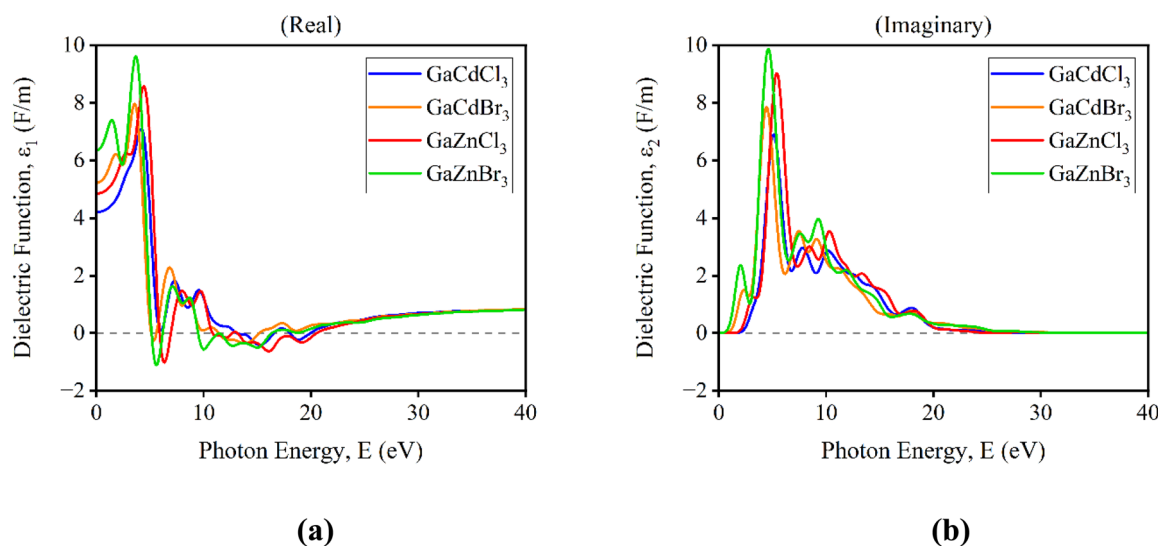 (Real)
Dielectric Function, ε₁ (F/m)
10
8
6
4
2
0
−2
GaCdCl₃
GaCdBr₃
GaZnCl₃
GaZnBr₃
0
10
20
30
40
Photon Energy, E (eV)
(a)
(Imaginary)
Dielectric Function, ε₂ (F/m)
10
8
6
4
2
0
−2
GaCdCl₃
GaCdBr₃
GaZnCl₃
GaZnBr₃
0
10
20
30
40
Photon Energy, E (eV)
(b)